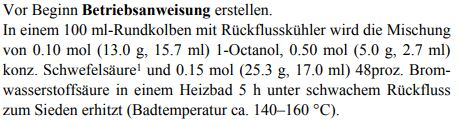 Vor Beginn Betriebsanweisung erstellen.
In einem 100 ml-Rundkolben mit Rückflusskühler wird die Mischung
von 0.10 mol (13.0 g, 15.7 ml) 1-Octanol, 0.50 mol (5.0 g, 2.7 ml)
konz. Schwefelsäure¹ und 0.15 mol (25.3 g, 17.0 ml) 48proz. Brom-
wasserstoffsäure in einem Heizbad 5 h unter schwachem Rückfluss
zum Sieden erhitzt (Badtemperatur ca. 140–160 °C).